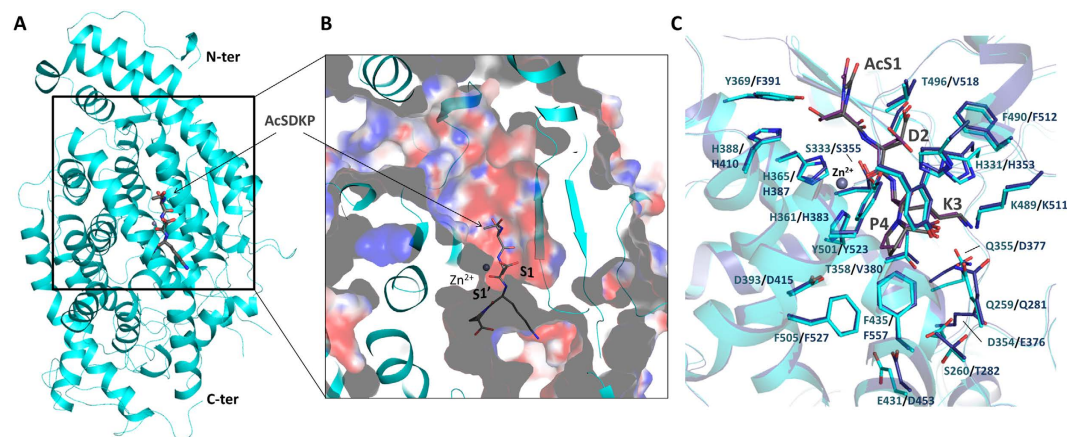 A
N-ter
AcSDKP
C-ter
B
Zn²⁺
S1
S1'
C
AcS1
Y369/F391
T496/V518
F490/F512
D2
H388/
H410
S333/S355
H365/
H387
Zn²⁺
H331/H353
K3
K489/K511
H361/H383
P4
Y501/Y523
Q355/D377
T358/V380
D393/D415
Q259/Q281
F435/
F557
F505/F527
D354/E376
S260/T282
E431/D453